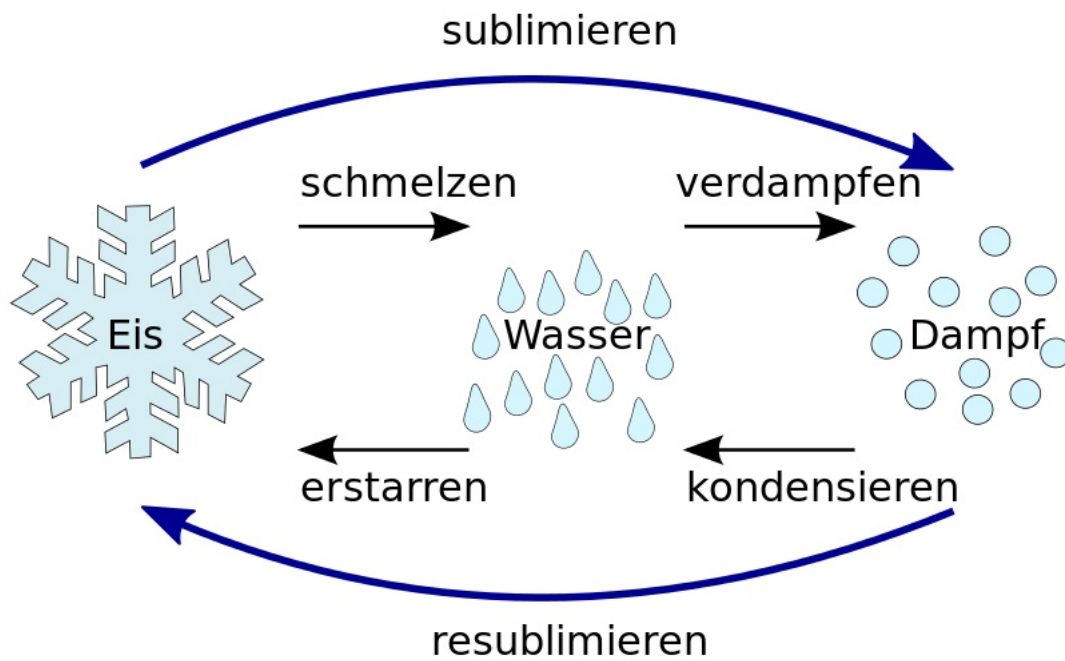 sublimieren
schmelzen
verdampfen
Eis
Wasser
Dampf
erstarren
kondensieren
resublimieren